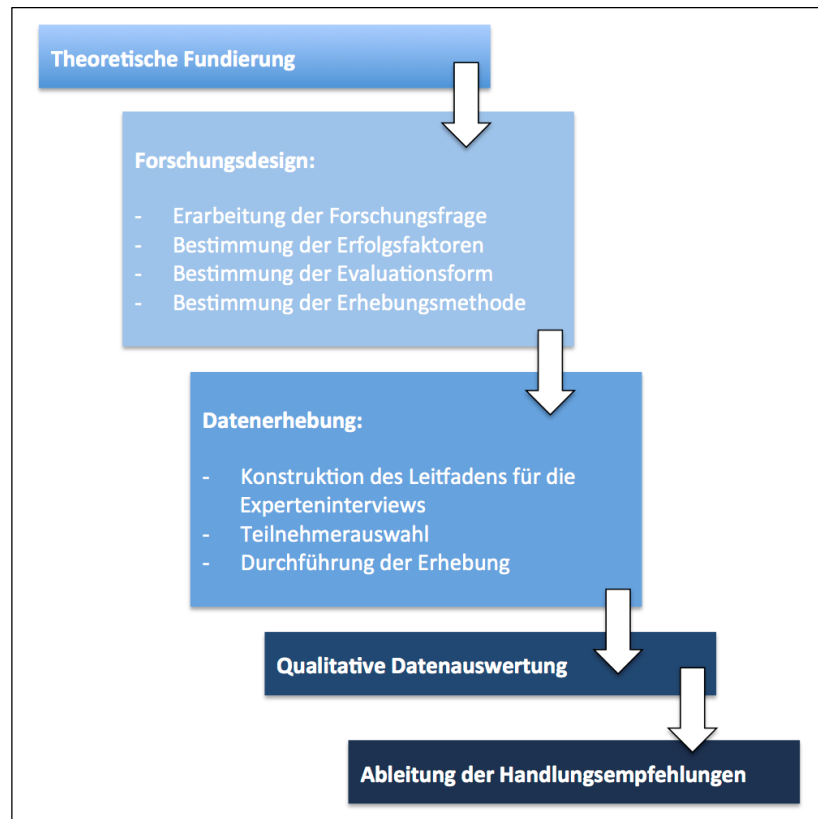 Theoretische Fundierung
Forschungsdesign:
- Erarbeitung der Forschungsfrage
- Bestimmung der Erfolgsfaktoren
- Bestimmung der Evaluationsform
- Bestimmung der Erhebungsmethode
Datenerhebung:
- Konstruktion des Leitfadens für die
Experteninterviews
- Teilnehmerauswahl
- Durchführung der Erhebung
Qualitative Datenauswertung
Ableitung der Handlungsempfehlungen